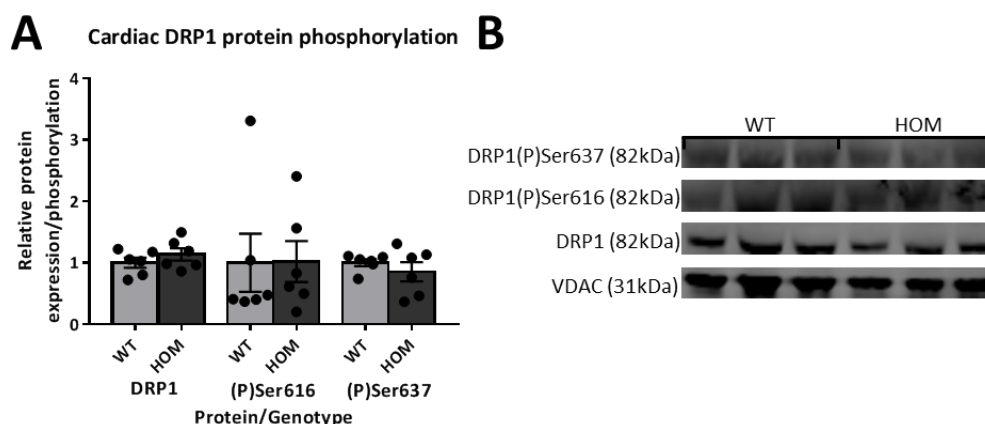 A
Cardiac DRP1 protein phosphorylation
Relative protein
expression/phosphorylation
4
3
2
1
0
WT
HOM
WT
HOM
WT
HOM
DRP1
(P)Ser616
(P)Ser637
Protein/Genotype
B
WT
HOM
DRP1(P)Ser637 (82kDa)
DRP1(P)Ser616 (82kDa)
DRP1 (82kDa)
VDAC (31kDa)